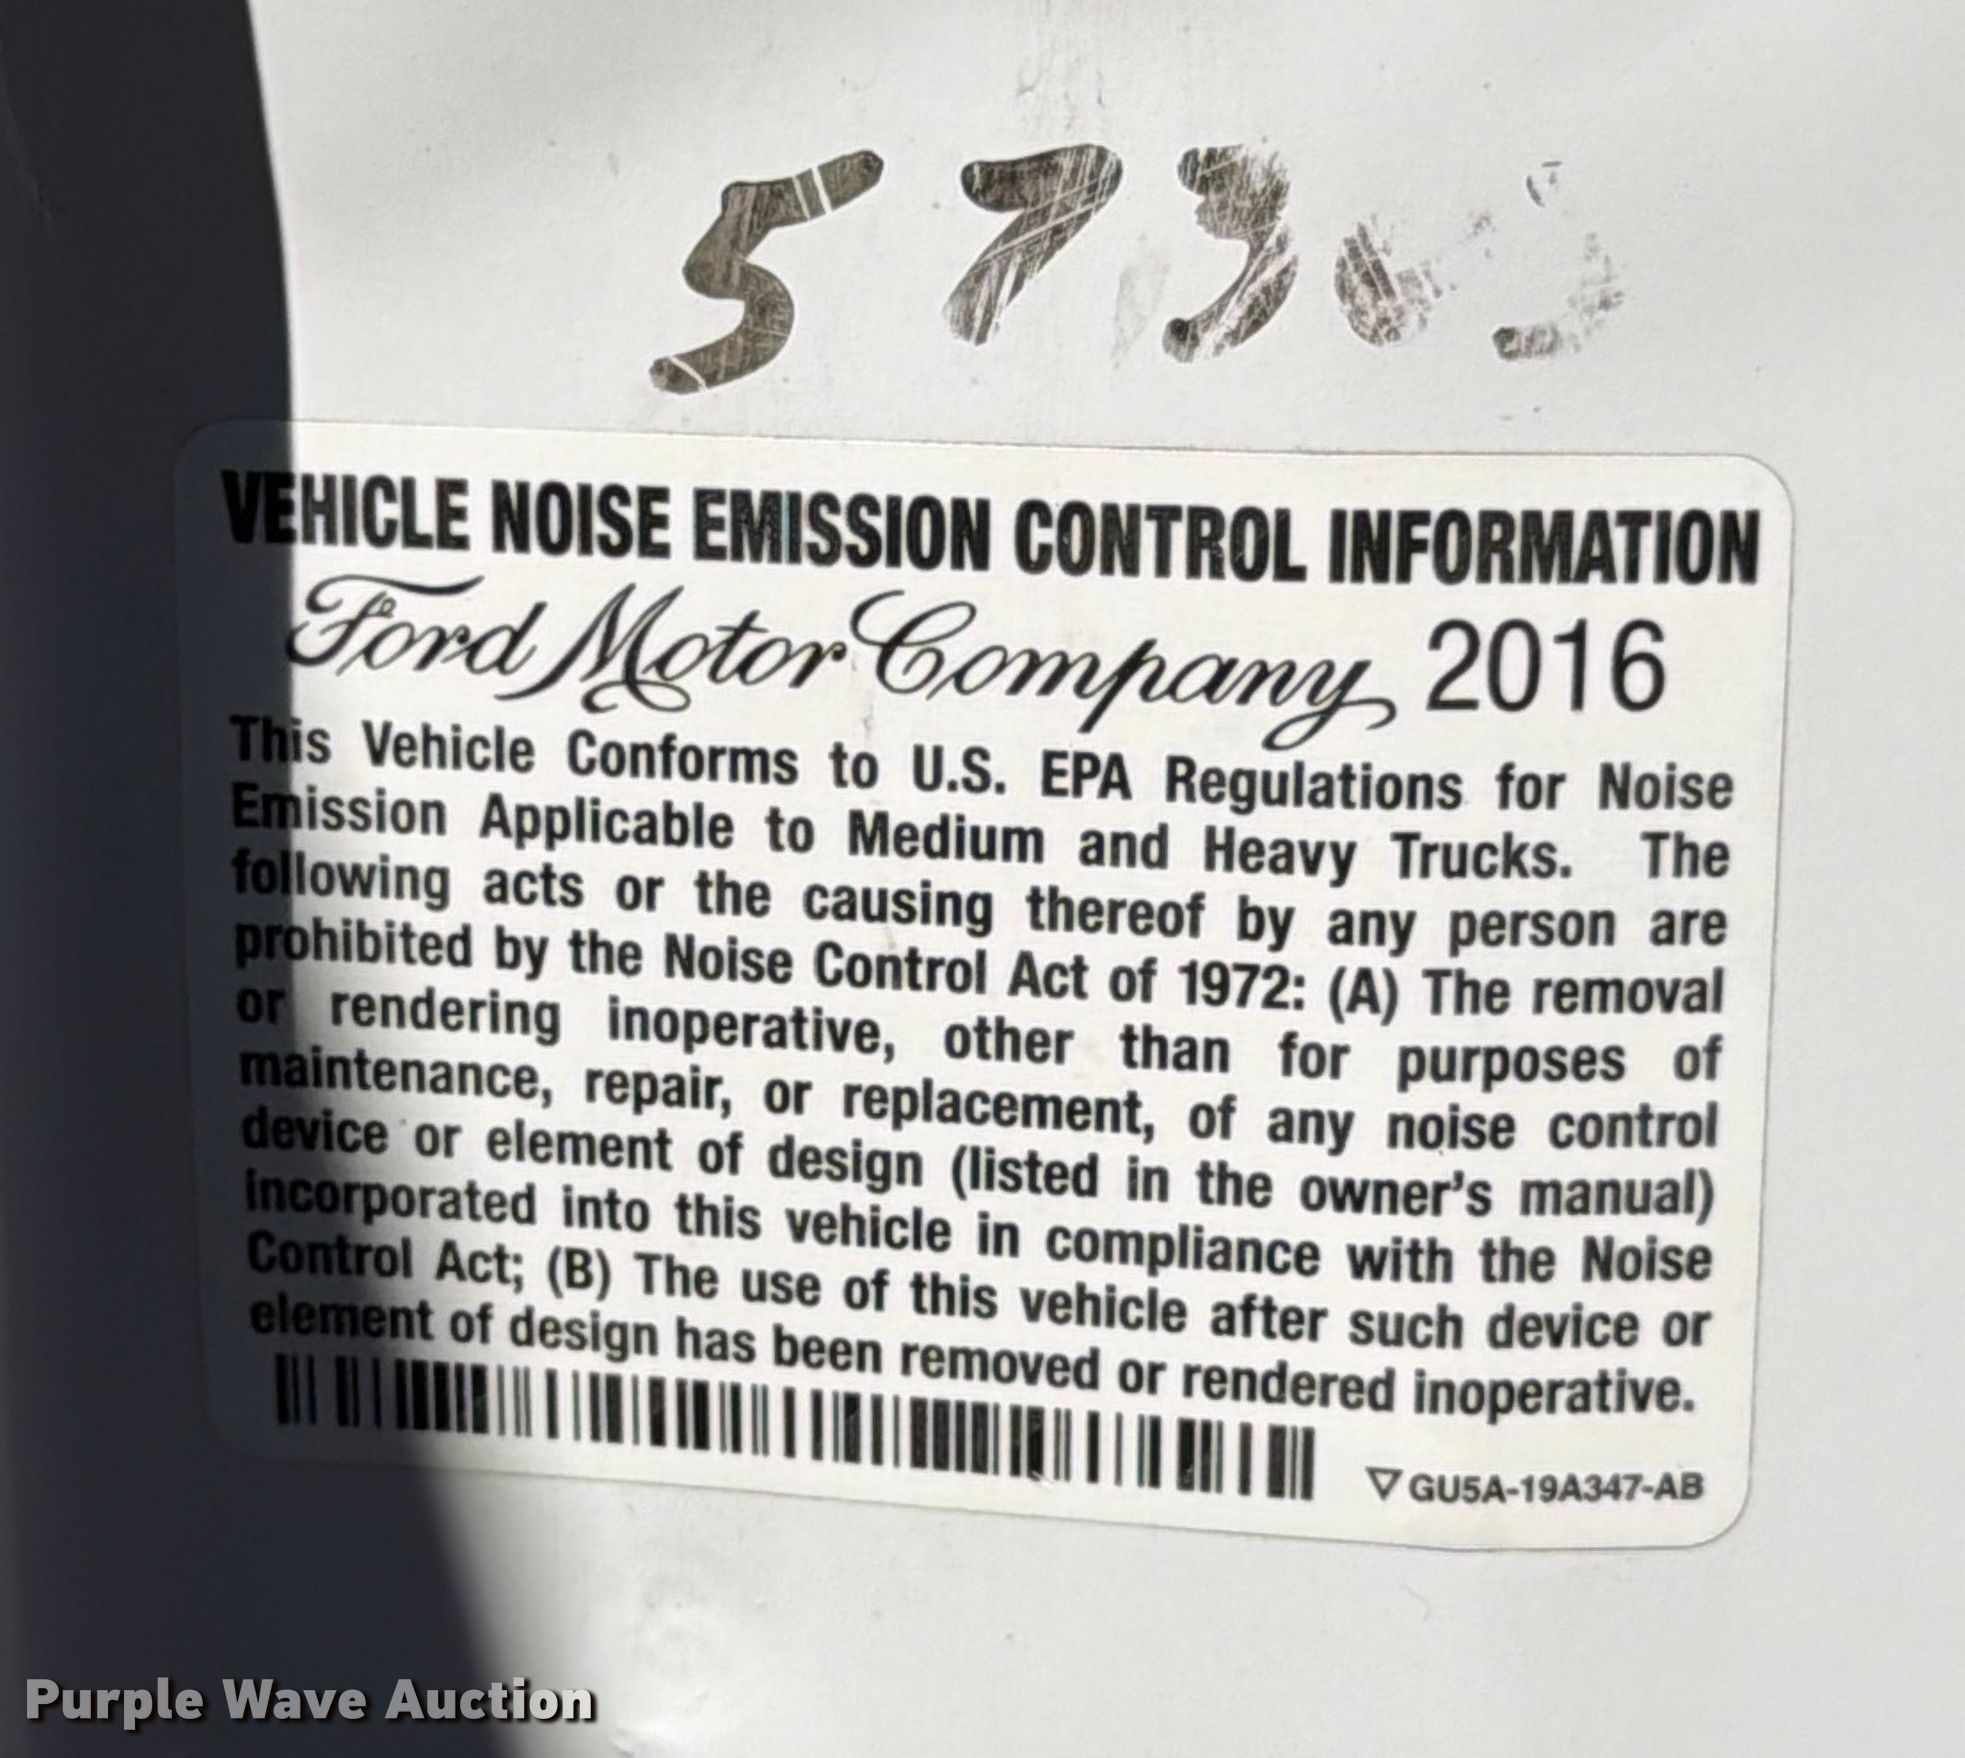 573
VEHICLE NOISE EMISSION CONTROL INFORMATION
Ford Motor Company 2016
This Vehicle Conforms to U.S. EPA Regulations for Noise
Emission Applicable to Medium and Heavy Trucks. The
following acts or the causing thereof by any person are
prohibited by the Noise Control Act of 1972: (A) The removal
or rendering inoperative, other than for purposes of
maintenance, repair, or replacement, of any noise control
device or element of design (listed in the owner's manual)
incorporated into this vehicle in compliance with the Noise
Control Act; (B) The use of this vehicle after such device or
element of design has been removed or rendered inoperative.
▽ GU5A-19A347-AB
Purple Wave Auction